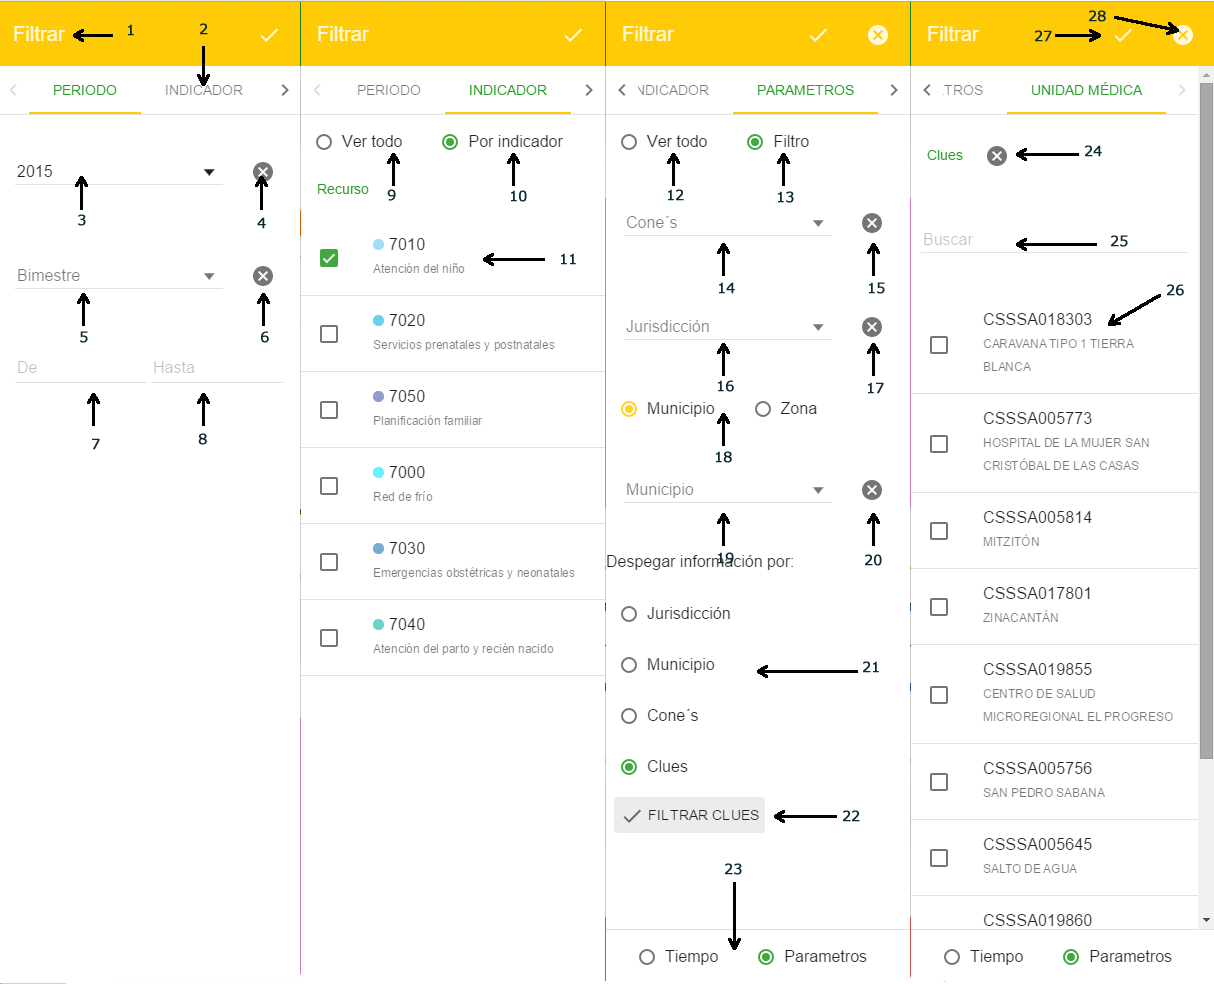 Filtrar
1
2
PERIODO
INDICADOR
2015
3
4
Bimestre
5
6
De
Hasta
7
8
Filtrar
PERIODO
INDICADOR
Ver todo
Por indicador
9
10
Recurso
7010
Atención del niño
11
7020
Servicios prenatales y postnatales
7050
Planificación familiar
7000
Red de frío
7030
Emergencias obstétricas y neonatales
7040
Atención del parto y recién nacido
Filtrar
NDICADOR
PARAMETROS
Ver todo
Filtro
12
13
Cone´s
14
15
Jurisdicción
16
17
Municipio
Zona
18
Municipio
19
20
Despegar información por:
Jurisdicción
Municipio
21
Cone´s
Clues
FILTRAR CLUES
22
23
Tiempo
Parametros
Filtrar
27
28
TROS
UNIDAD MÉDICA
Clues
24
Buscar
25
26
CSSSA018303
CARAVANA TIPO 1 TIERRA
BLANCA
CSSSA005773
HOSPITAL DE LA MUJER SAN
CRISTÓBAL DE LAS CASAS
CSSSA005814
MITZITÓN
CSSSA017801
ZINACANTÁN
CSSSA019855
CENTRO DE SALUD
MICROREGIONAL EL PROGRESO
CSSSA005756
SAN PEDRO SABANA
CSSSA005645
SALTO DE AGUA
CSSSA019860
Tiempo
Parametros